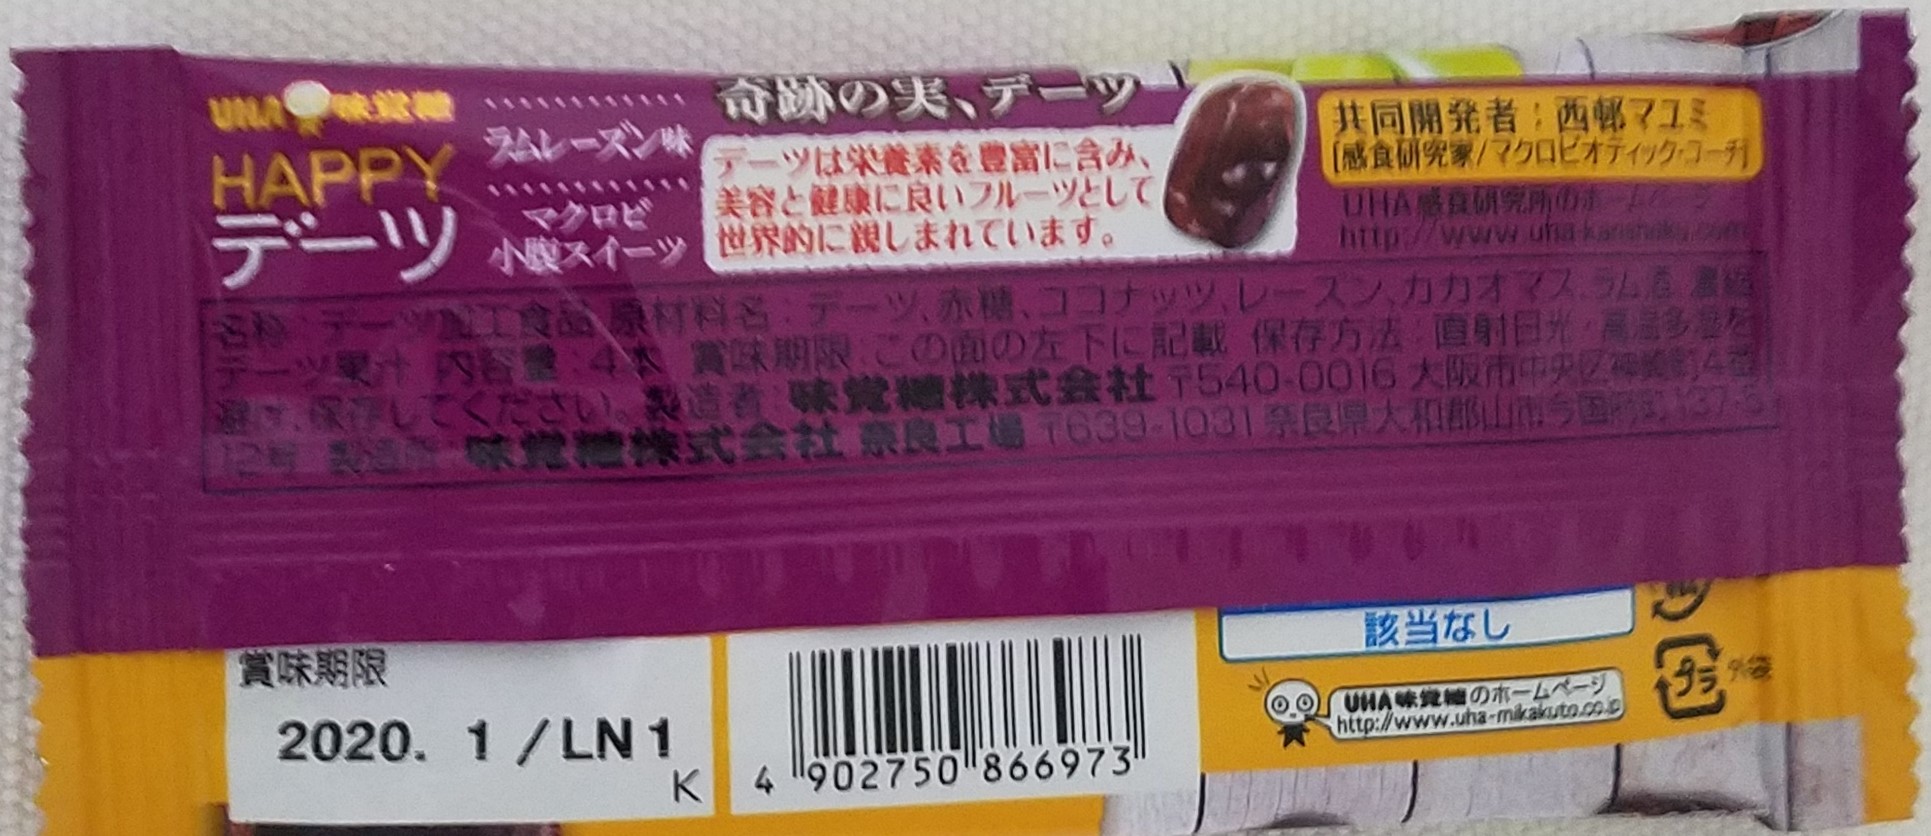 UHA味覚糖
HAPPY
デーツ
ラムレーズン味
マクロビ
小腹スイーツ
奇跡の実、デーツ
デーツは栄養素を豊富に含み、
美容と健康に良いフルーツとして
世界的に親しまれています。
共同開発者：西邨マユミ
[感食研究家/マクロビオティック・コーチ]
UHA感食研究所のホームページ
http://www.uha-kanshoku.com
名称：デーツ加工食品 原材料名：デーツ、赤糖、ココナッツ、レーズン、カカオマス、ラム酒、濃縮
デーツ果汁 内容量：4本 賞味期限：この面の左下に記載 保存方法：直射日光・高温多湿を
避け、保存してください。製造者：味覚糖株式会社 〒540-0016 大阪市中央区神崎町4番
12号 製造所：味覚糖株式会社 奈良工場 〒639-1031 奈良県大和郡山市今国府町137-5
該当なし
賞味期限
2020. 1 /LN1
K
4 902750 866973
UHA味覚糖のホームページ
http://www.uha-mikakuto.co.jp
プラ
外袋